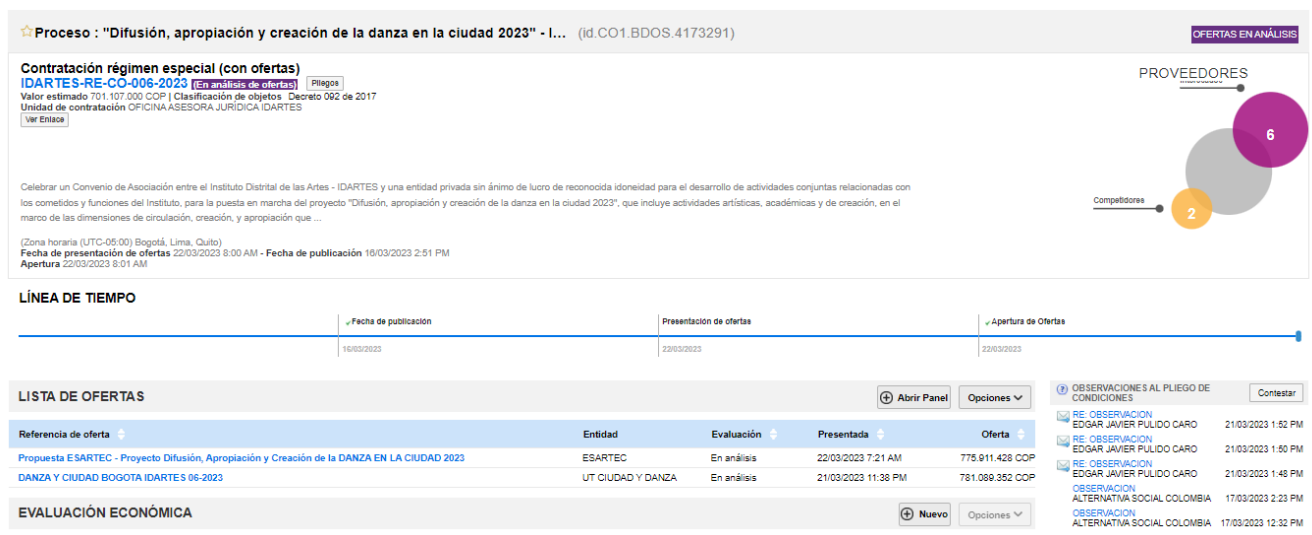 Proceso : "Difusión, apropiación y creación de la danza en la ciudad 2023" - I... (id.CO1.BDOS.4173291)
OFERTAS EN ANÁLISIS
Contratación régimen especial (con ofertas)
IDARTES-RE-CO-006-2023 (En análisis de ofertas) Pliegos
Valor estimado 701.107.000 COP | Clasificación de objetos Decreto 092 de 2017
Unidad de contratación OFICINA ASESORA JURÍDICA IDARTES
Ver Enlace
PROVEEDORES
6
Competidores
2
Celebrar un Convenio de Asociación entre el Instituto Distrital de las Artes - IDARTES y una entidad privada sin ánimo de lucro de reconocida idoneidad para el desarrollo de actividades conjuntas relacionadas con
los cometidos y funciones del Instituto, para la puesta en marcha del proyecto "Difusión, apropiación y creación de la danza en la ciudad 2023", que incluye actividades artísticas, académicas y de creación, en el
marco de las dimensiones de circulación, creación, y apropiación que ...
(Zona horaria (UTC-05:00) Bogotá, Lima, Quito)
Fecha de presentación de ofertas 22/03/2023 8:00 AM - Fecha de publicación 16/03/2023 2:51 PM
Apertura 22/03/2023 8:01 AM
LÍNEA DE TIEMPO
Fecha de publicación Presentación de ofertas Apertura de Ofertas
16/03/2023 22/03/2023 22/03/2023
LISTA DE OFERTAS Abrir Panel Opciones
Referencia de oferta Entidad Evaluación Presentada Oferta
Propuesta ESARTEC - Proyecto Difusión, Apropiación y Creación de la DANZA EN LA CIUDAD 2023 ESARTEC En análisis 22/03/2023 7:21 AM 775.911.428 COP
DANZA Y CIUDAD BOGOTA IDARTES 06-2023 UT CIUDAD Y DANZA En análisis 21/03/2023 11:38 PM 781.089.352 COP
EVALUACIÓN ECONÓMICA Nuevo Opciones
OBSERVACIONES AL PLIEGO DE
CONDICIONES
Contestar
RE: OBSERVACION
EDGAR JAVIER PULIDO CARO 21/03/2023 1:52 PM
RE: OBSERVACION
EDGAR JAVIER PULIDO CARO 21/03/2023 1:50 PM
RE: OBSERVACION
EDGAR JAVIER PULIDO CARO 21/03/2023 1:48 PM
OBSERVACION
ALTERNATIVA SOCIAL COLOMBIA 17/03/2023 2:23 PM
OBSERVACION
ALTERNATIVA SOCIAL COLOMBIA 17/03/2023 12:32 PM